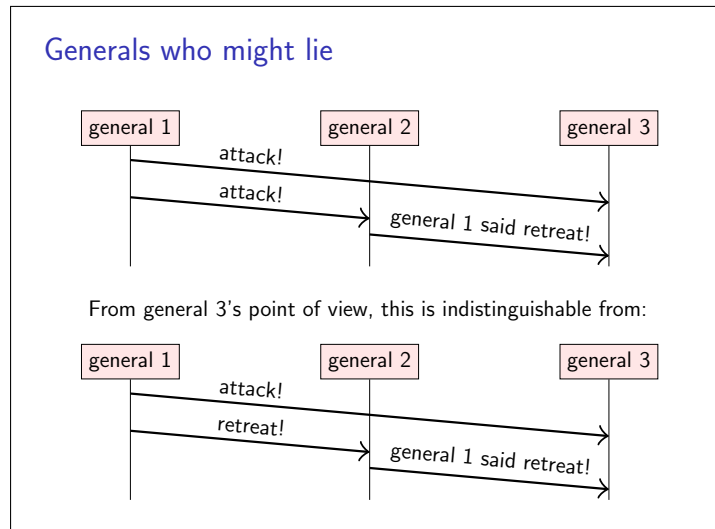 Generals who might lie
general 1
general 2
general 3
attack!
attack!
general 1 said retreat!
From general 3's point of view, this is indistinguishable from:
general 1
general 2
general 3
attack!
retreat!
general 1 said retreat!